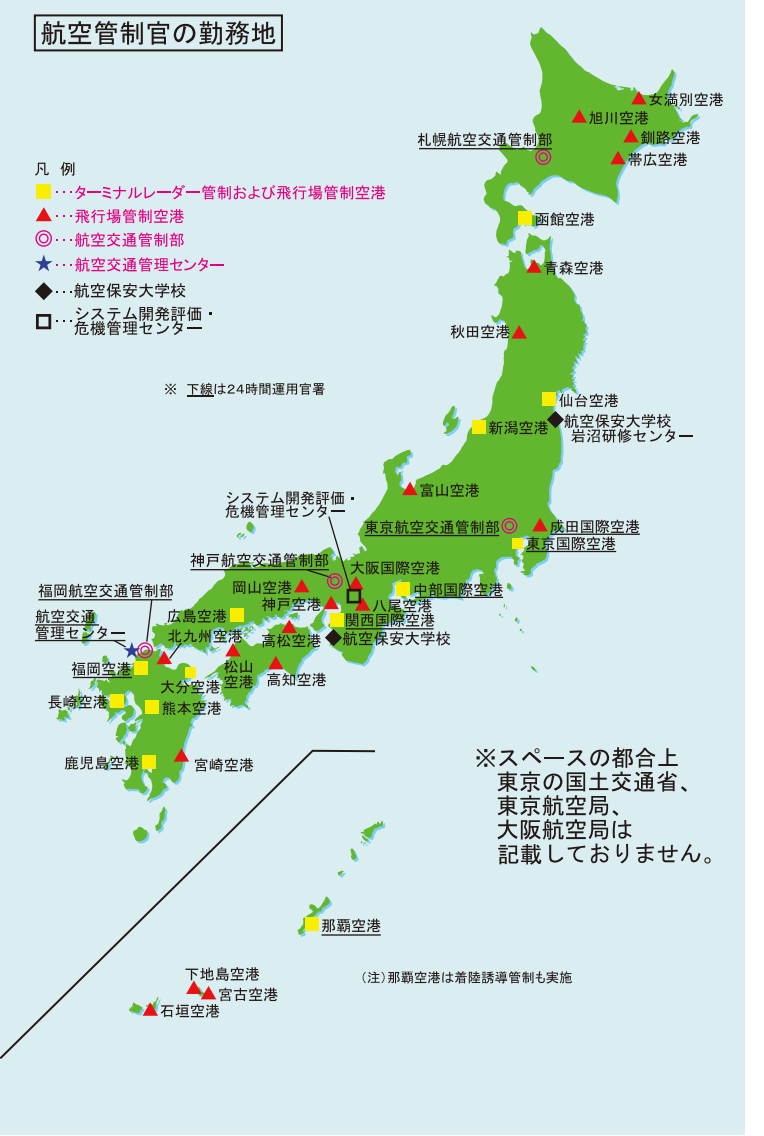 航空管制官の勤務地
凡 例
･･･ターミナルレーダー管制および飛行場管制空港
･･･飛行場管制空港
･･･航空交通管制部
･･･航空交通管理センター
･･･航空保安大学校
･･･システム開発評価・
危機管理センター
※ 下線は24時間運用官署
女満別空港
旭川空港
釧路空港
札幌航空交通管制部
帯広空港
函館空港
青森空港
秋田空港
仙台空港
航空保安大学校
岩沼研修センター
新潟空港
富山空港
システム開発評価・
危機管理センター
東京航空交通管制部
成田国際空港
東京国際空港
神戸航空交通管制部
大阪国際空港
岡山空港
中部国際空港
神戸空港
八尾空港
関西国際空港
航空保安大学校
福岡航空交通管制部
航空交通
管理センター
広島空港
北九州空港
高松空港
福岡空港
松山
空港
高知空港
大分空港
長崎空港
熊本空港
鹿児島空港
宮崎空港
※スペースの都合上
東京の国土交通省、
東京航空局、
大阪航空局は
記載しておりません。
那覇空港
下地島空港
宮古空港
石垣空港
（注）那覇空港は着陸誘導管制も実施